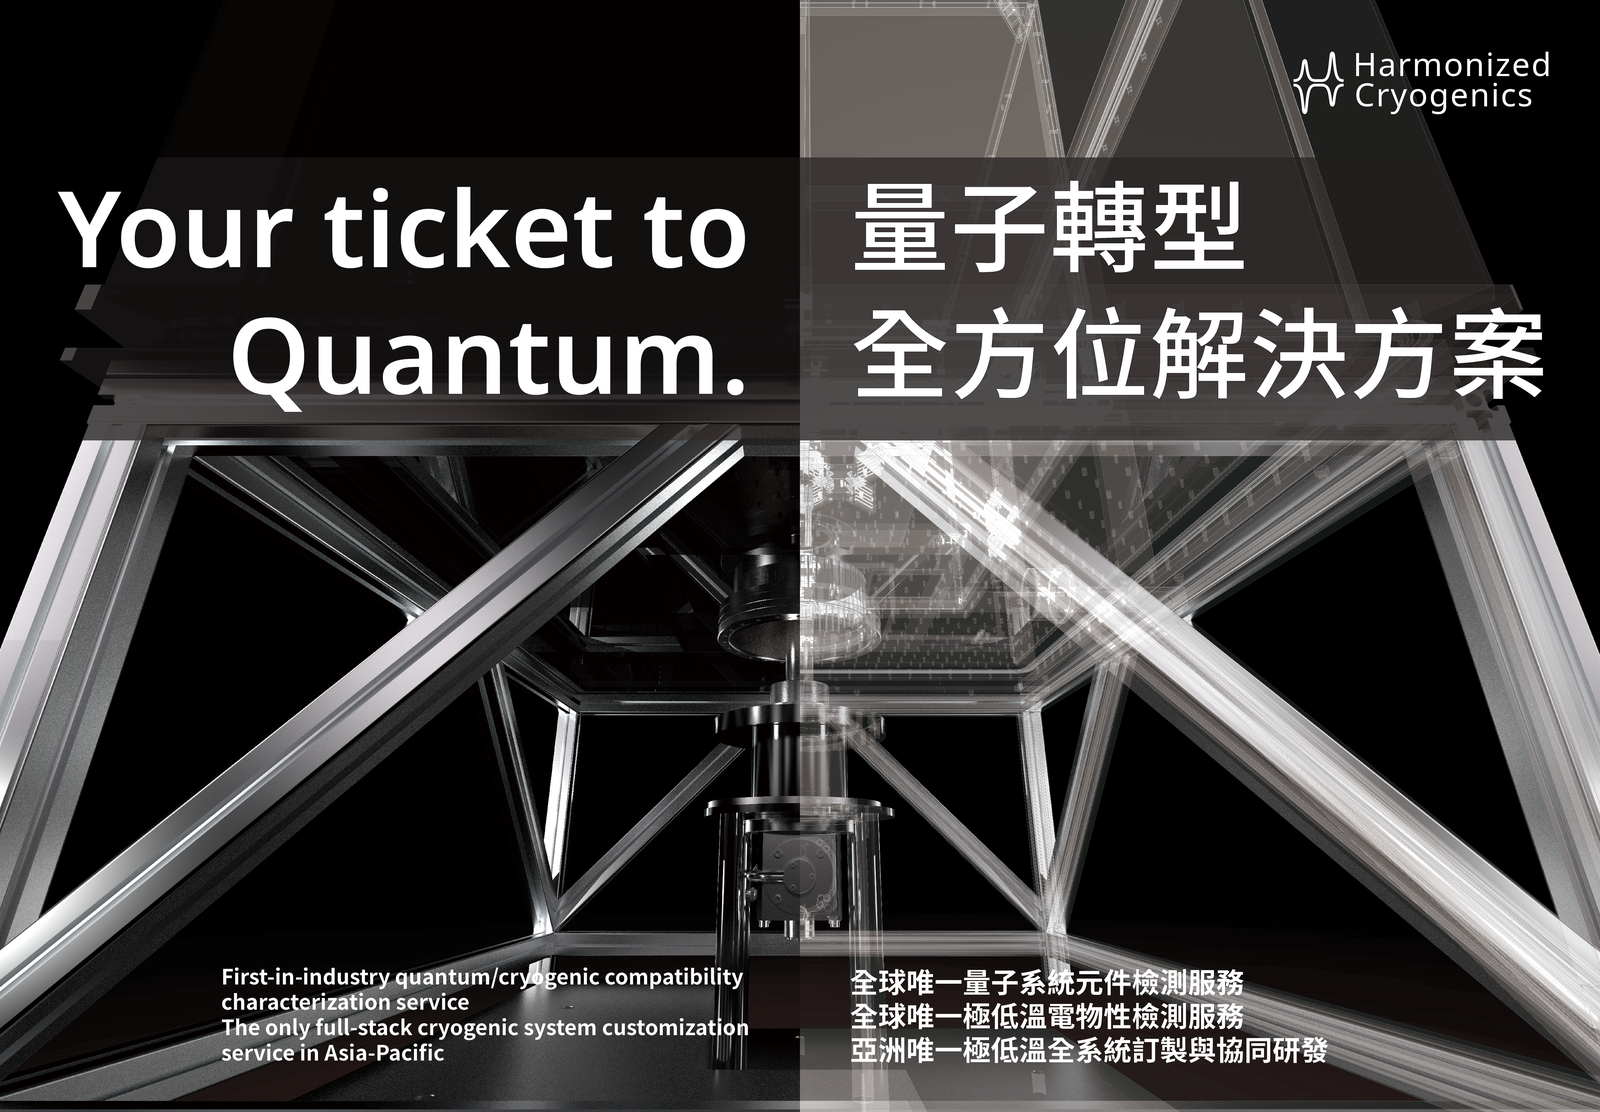 Harmonized
Cryogenics
Your ticket to
Quantum.
量子轉型
全方位解決方案
First-in-industry quantum/cryogenic compatibility
characterization service
The only full-stack cryogenic system customization
service in Asia-Pacific
全球唯一量子系統元件檢測服務
全球唯一極低溫電物性檢測服務
亞洲唯一極低溫全系統訂製與協同研發